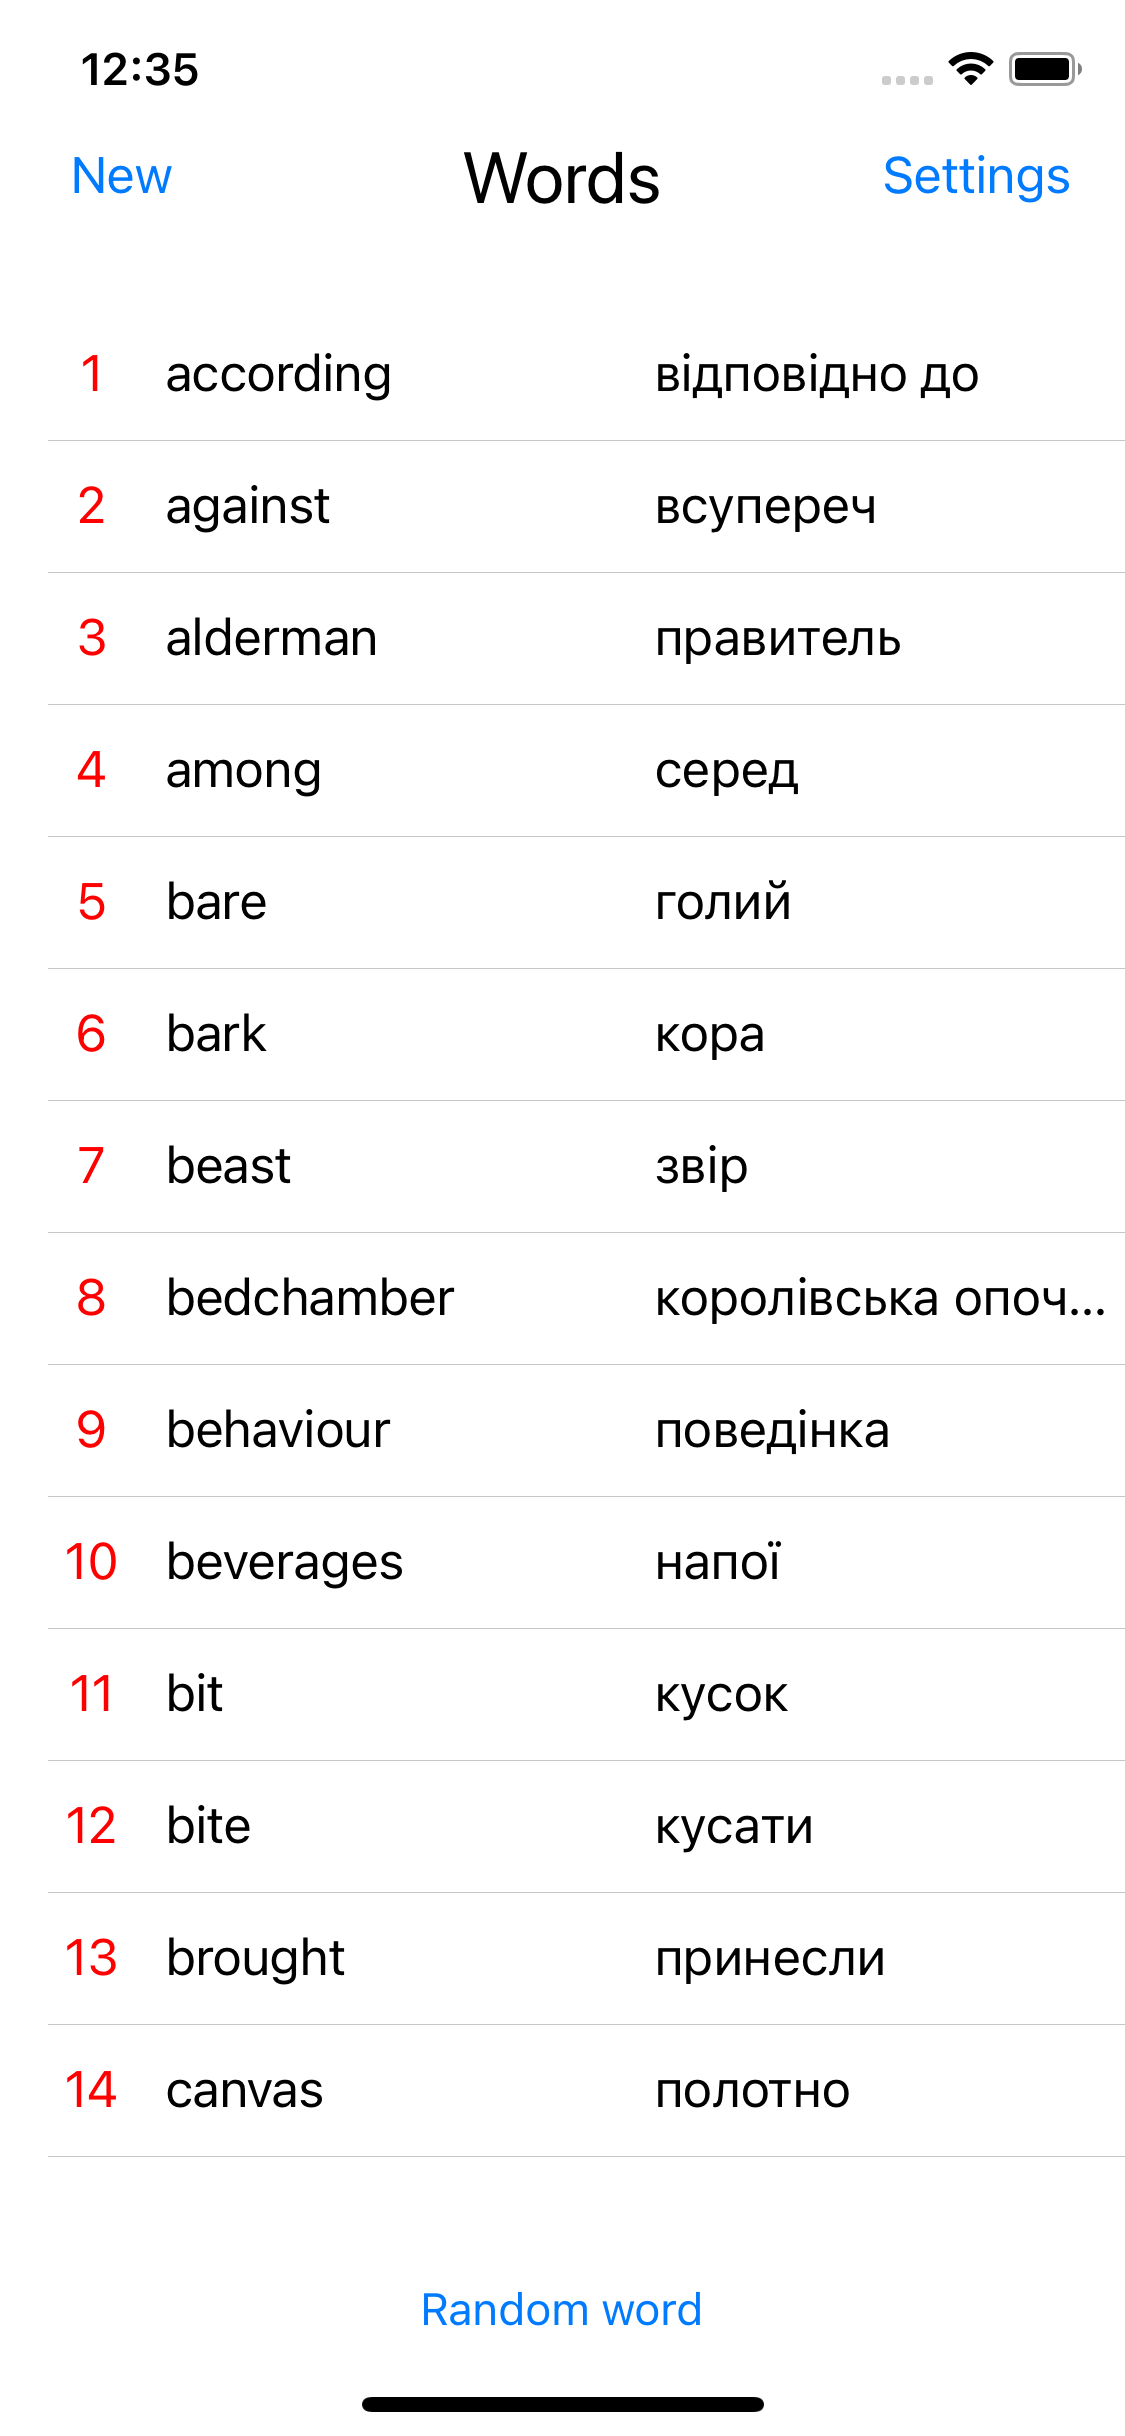 12:35
New Words Settings
1 according відповідно до
2 against всупереч
3 alderman правитель
4 among серед
5 bare голий
6 bark кора
7 beast звір
8 bedchamber королівська опоч...
9 behaviour поведінка
10 beverages напої
11 bit кусок
12 bite кусати
13 brought принесли
14 canvas полотно
Random word